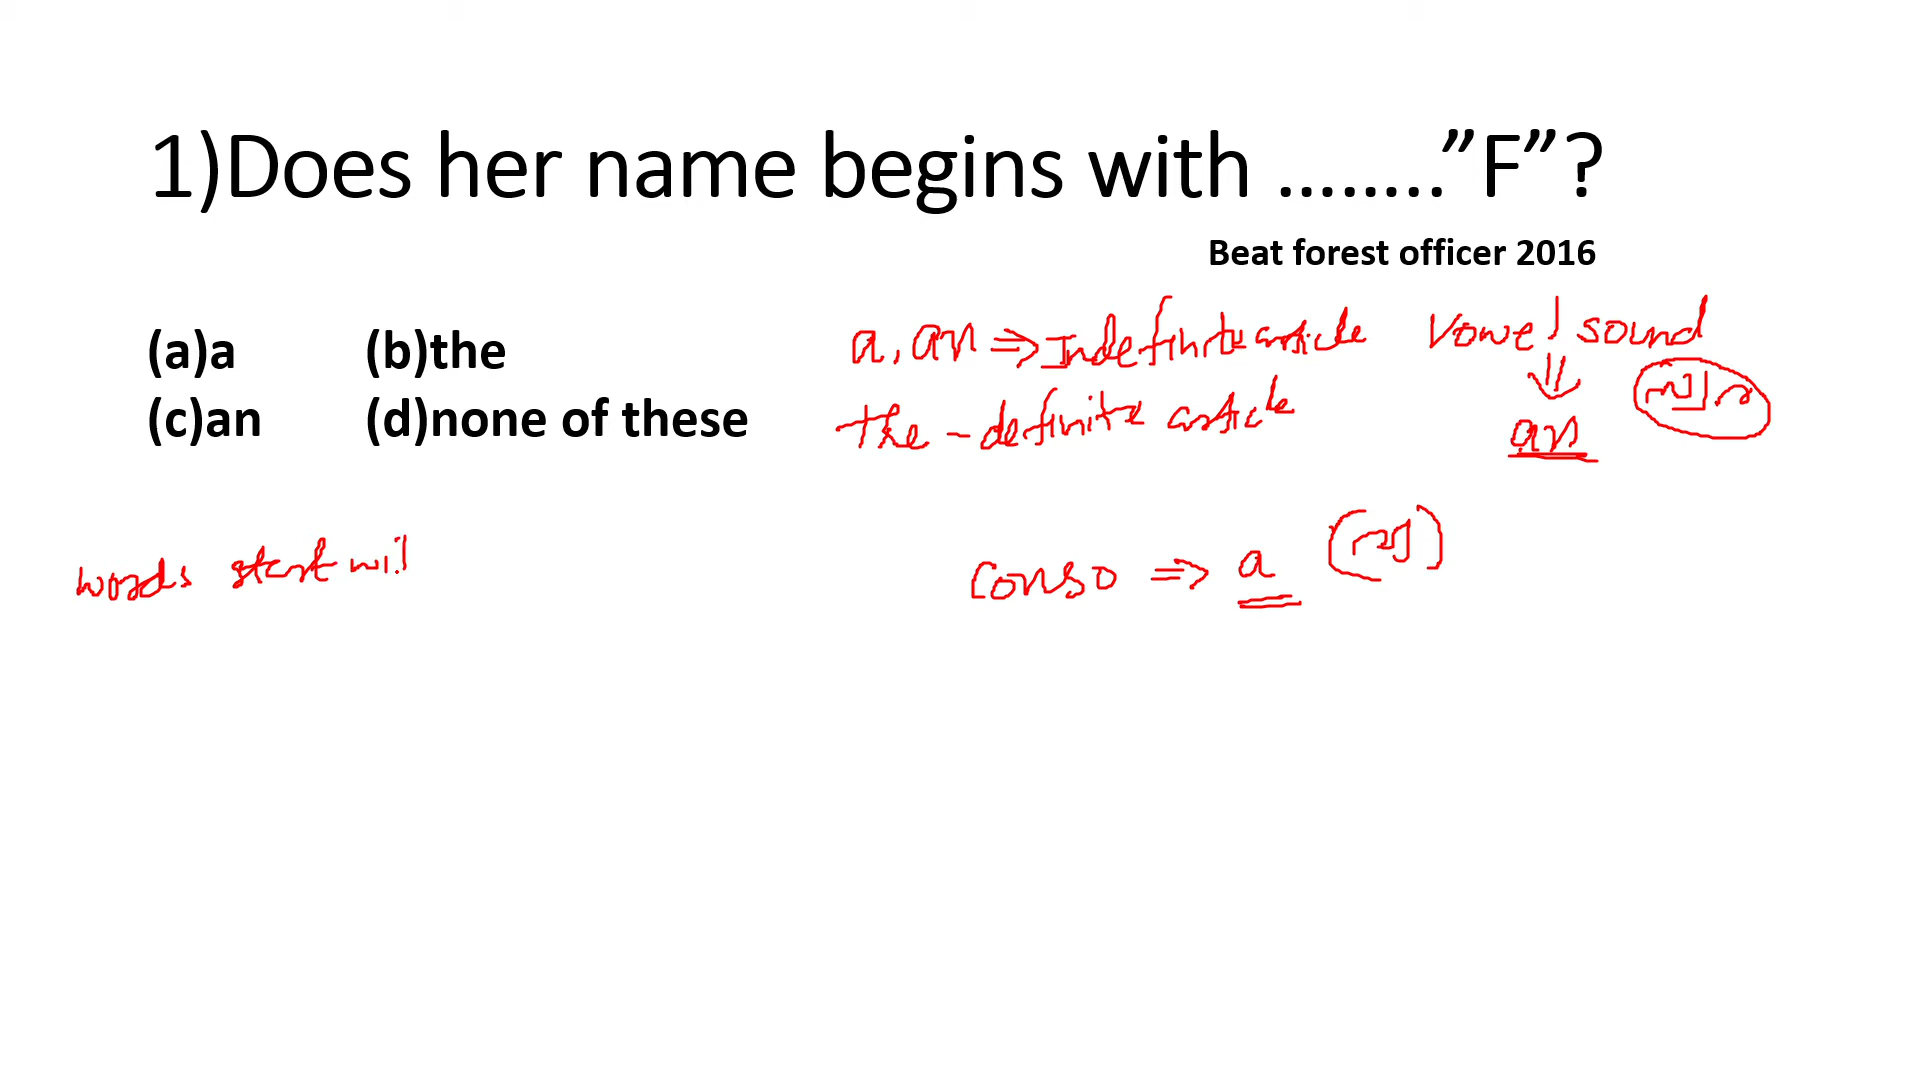 1)Does her name begins with ........”F”?
Beat forest officer 2016
(a)a (b)the
(c)an (d)none of these
a, an ⇒ Indefinite article
the - definite article
vowel sound
⇓
an
conso ⇒ a
words start wit